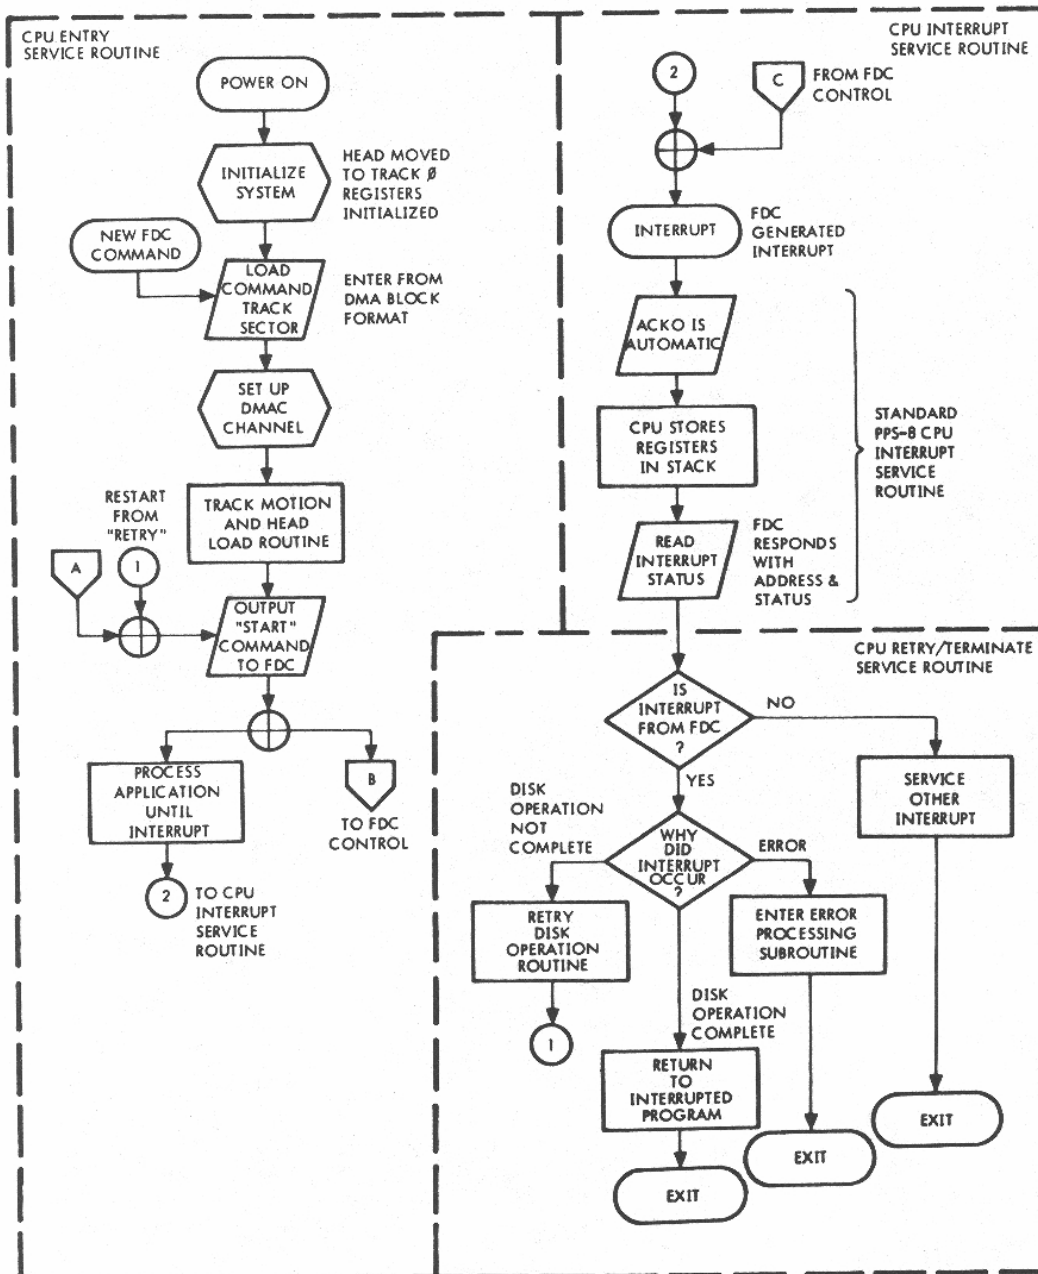 CPU ENTRY
SERVICE ROUTINE
POWER ON
INITIALIZE
SYSTEM
HEAD MOVED
TO TRACK Ø
REGISTERS
INITIALIZED
NEW FDC
COMMAND
LOAD
COMMAND
TRACK
SECTOR
ENTER FROM
DMA BLOCK
FORMAT
SET UP
DMAC
CHANNEL
RESTART
FROM
"RETRY"
TRACK MOTION
AND HEAD
LOAD ROUTINE
A
1
OUTPUT
"START"
COMMAND
TO FDC
PROCESS
APPLICATION
UNTIL
INTERRUPT
B
TO FDC
CONTROL
2
TO CPU
INTERRUPT
SERVICE
ROUTINE
CPU INTERRUPT
SERVICE ROUTINE
2
C
FROM FDC
CONTROL
INTERRUPT
FDC
GENERATED
INTERRUPT
ACKO IS
AUTOMATIC
CPU STORES
REGISTERS
IN STACK
STANDARD
PPS-8 CPU
INTERRUPT
SERVICE
ROUTINE
READ
INTERRUPT
STATUS
FDC
RESPONDS
WITH
ADDRESS &
STATUS
CPU RETRY/TERMINATE
SERVICE ROUTINE
IS
INTERRUPT
FROM FDC
?
NO
YES
SERVICE
OTHER
INTERRUPT
DISK
OPERATION
NOT
COMPLETE
WHY
DID
INTERRUPT
OCCUR
?
ERROR
RETRY
DISK
OPERATION
ROUTINE
ENTER ERROR
PROCESSING
SUBROUTINE
1
DISK
OPERATION
COMPLETE
RETURN
TO
INTERRUPTED
PROGRAM
EXIT
EXIT
EXIT